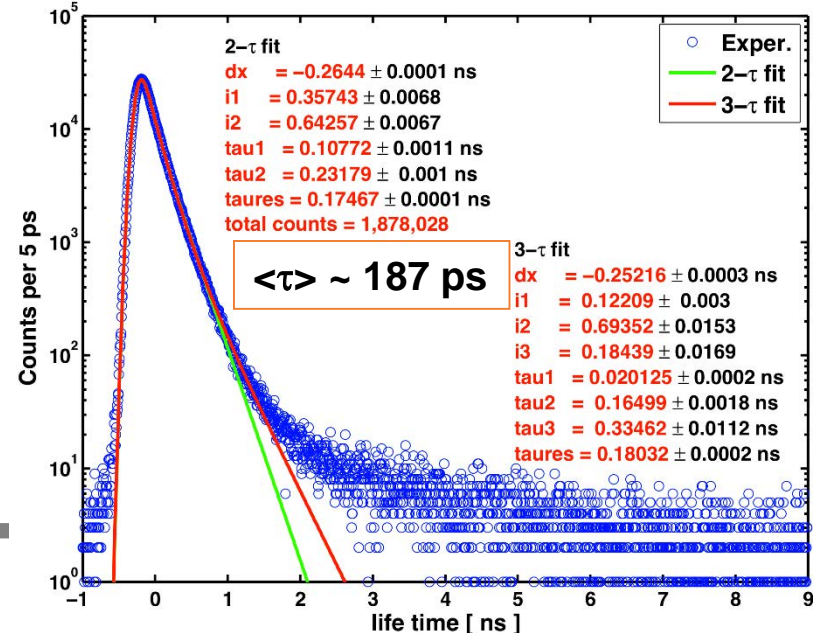 2−τ fit
dx = −0.2644 ± 0.0001 ns
i1 = 0.35743 ± 0.0068
i2 = 0.64257 ± 0.0067
tau1 = 0.10772 ± 0.0011 ns
tau2 = 0.23179 ± 0.001 ns
taures = 0.17467 ± 0.0001 ns
total counts = 1,878,028
Exper.
2−τ fit
3−τ fit
<τ> ~ 187 ps
3−τ fit
dx = −0.25216 ± 0.0003 ns
i1 = 0.12209 ± 0.003
i2 = 0.69352 ± 0.0153
i3 = 0.18439 ± 0.0169
tau1 = 0.020125 ± 0.0002 ns
tau2 = 0.16499 ± 0.0018 ns
tau3 = 0.33462 ± 0.0112 ns
taures = 0.18032 ± 0.0002 ns
Counts per 5 ps
10^5
10^4
10^3
10^2
10^1
10^0
−1 0 1 2 3 4 5 6 7 8 9
life time [ ns ]